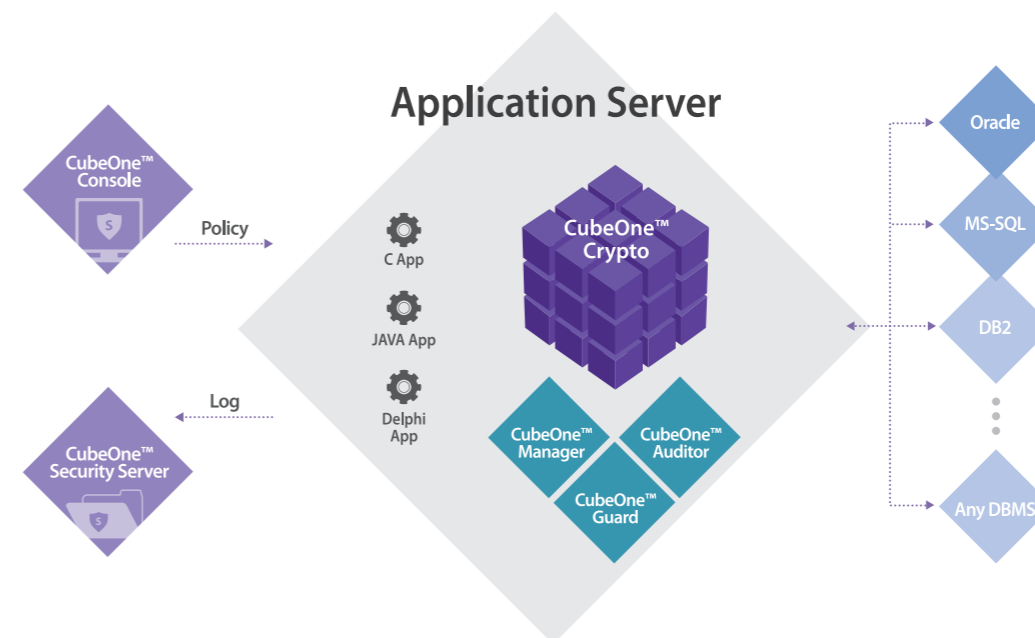 Application Server
CubeOne™
Console
Policy
CubeOne™
Security Server
Log
C App
JAVA App
Delphi
App
CubeOne™
Crypto
CubeOne™
Manager
CubeOne™
Auditor
CubeOne™
Guard
Oracle
MS-SQL
DB2
Any DBMS
S
S